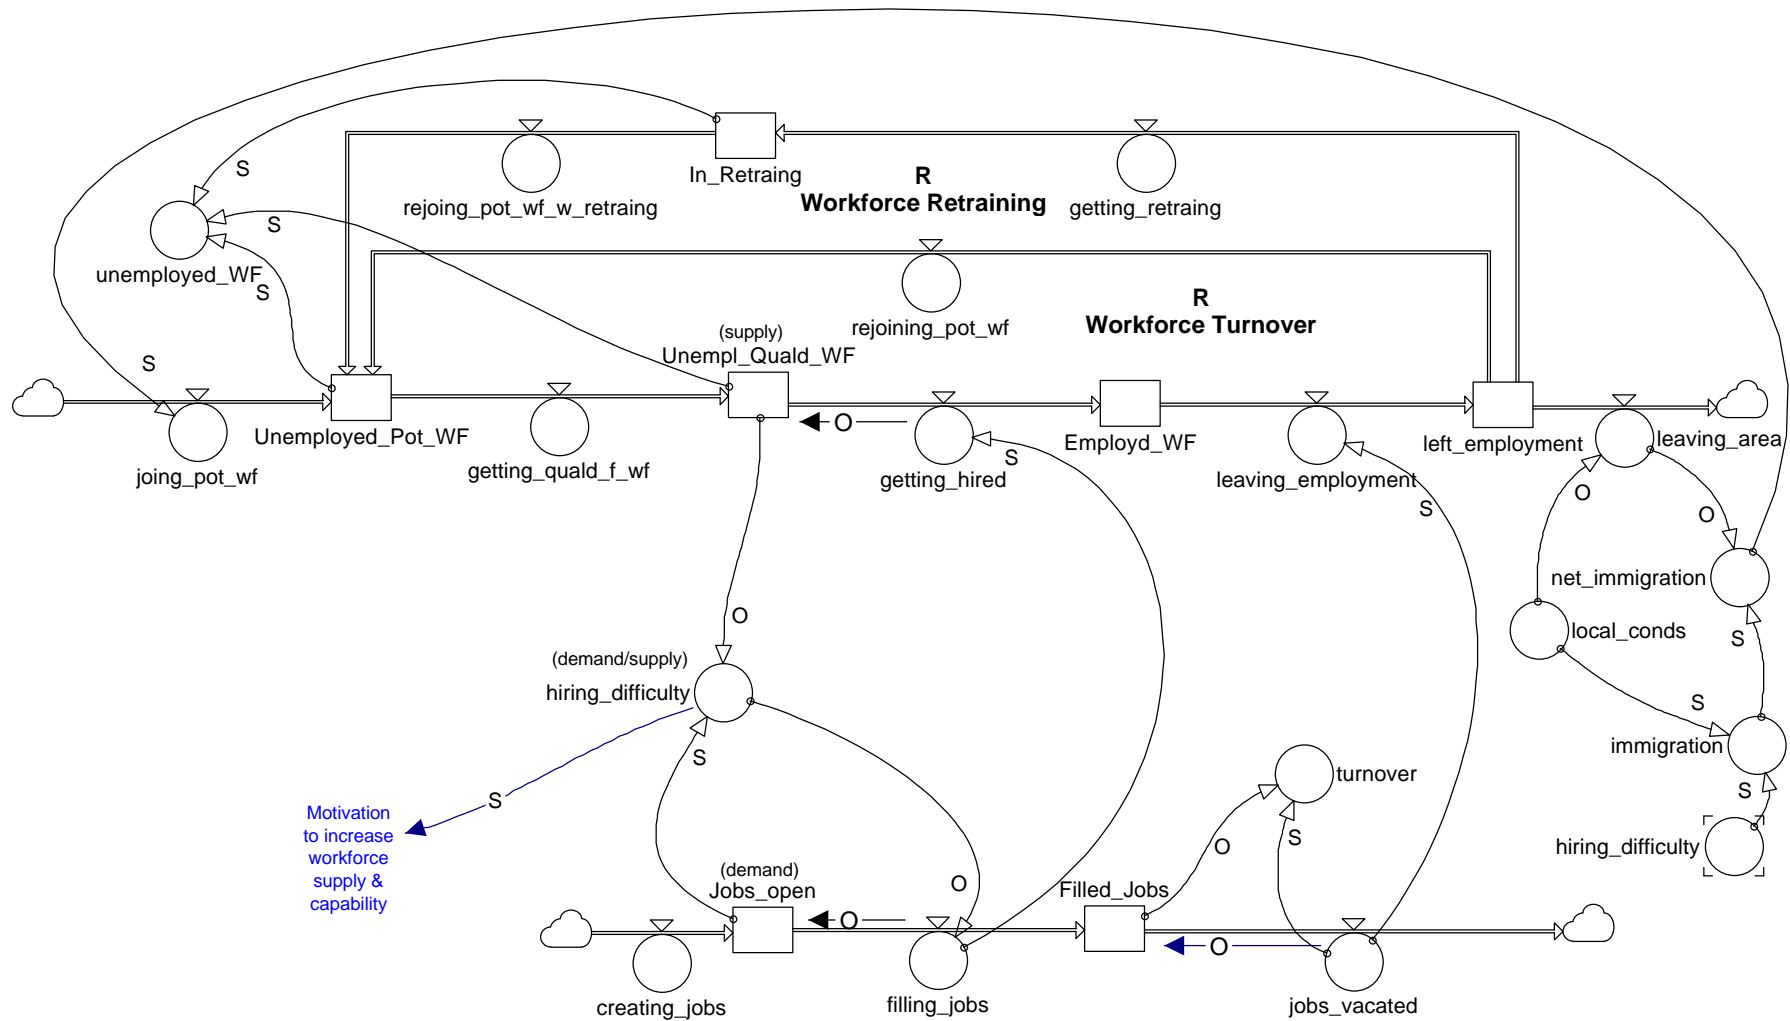 In_Retraing
R
Workforce Retraining
rejoing_pot_wf_w_retraing
getting_retraing
S
S
unemployed_WF
S
R
Workforce Turnover
rejoining_pot_wf
(supply)
Unempl_Quald_WF
S
joing_pot_wf
Unemployed_Pot_WF
getting_quald_f_wf
O
getting_hired
S
Employd_WF
leaving_employment
S
left_employment
leaving_area
O
O
net_immigration
local_conds
S
S
immigration
S
hiring_difficulty
O
(demand/supply)
hiring_difficulty
S
S
Motivation
to increase
workforce
supply &
capability
turnover
S
O
O
(demand)
Jobs_open
O
Filled_Jobs
O
creating_jobs
filling_jobs
jobs_vacated